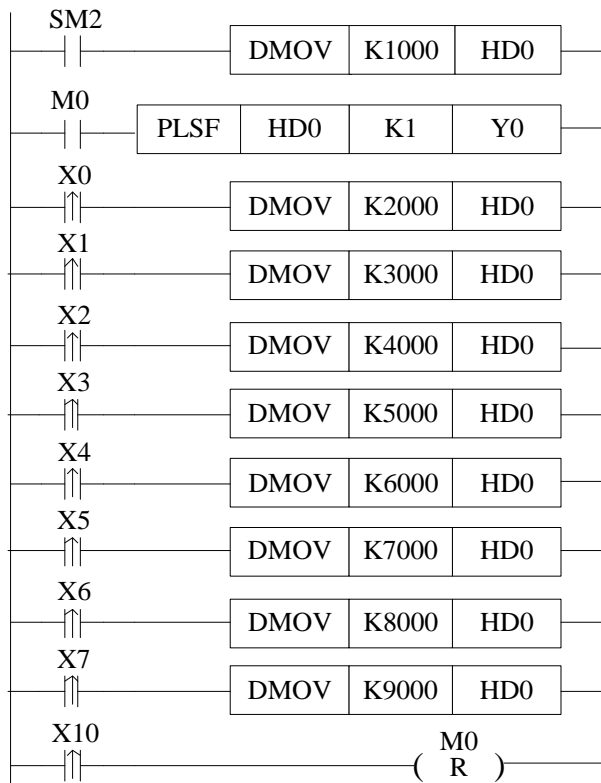 SM2
DMOV K1000 HD0
M0
PLSF HD0 K1 Y0
X0
DMOV K2000 HD0
X1
DMOV K3000 HD0
X2
DMOV K4000 HD0
X3
DMOV K5000 HD0
X4
DMOV K6000 HD0
X5
DMOV K7000 HD0
X6
DMOV K8000 HD0
X7
DMOV K9000 HD0
X10
M0
( R )